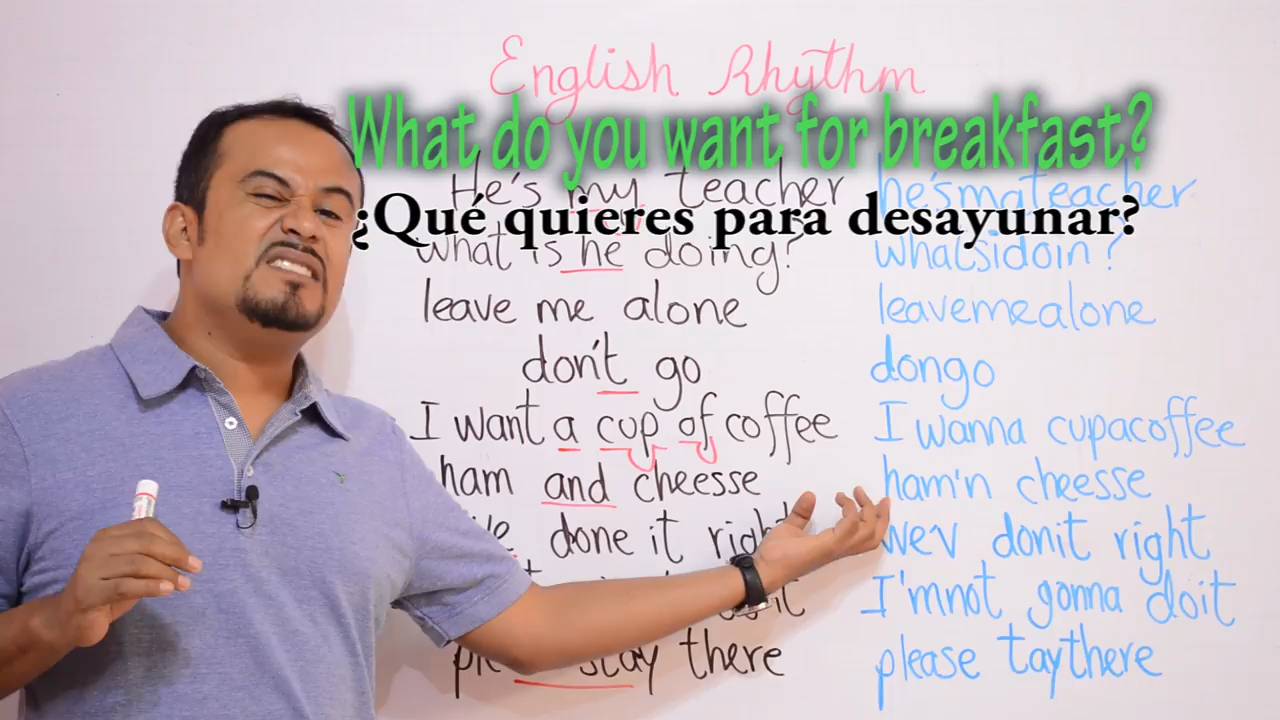 English Rhythm
What do you want for breakfast?
He's my teacher he'smateacher
¿Qué quieres para desayunar?
what is he doing? whatsidoin?
leave me alone leavemealone
don't go dongo
I want a cup of coffee I wanna cupacoffee
ham and cheesse ham'n cheesse
done it right wev donit right
it I'mnot gonna doit
stay there please taythere